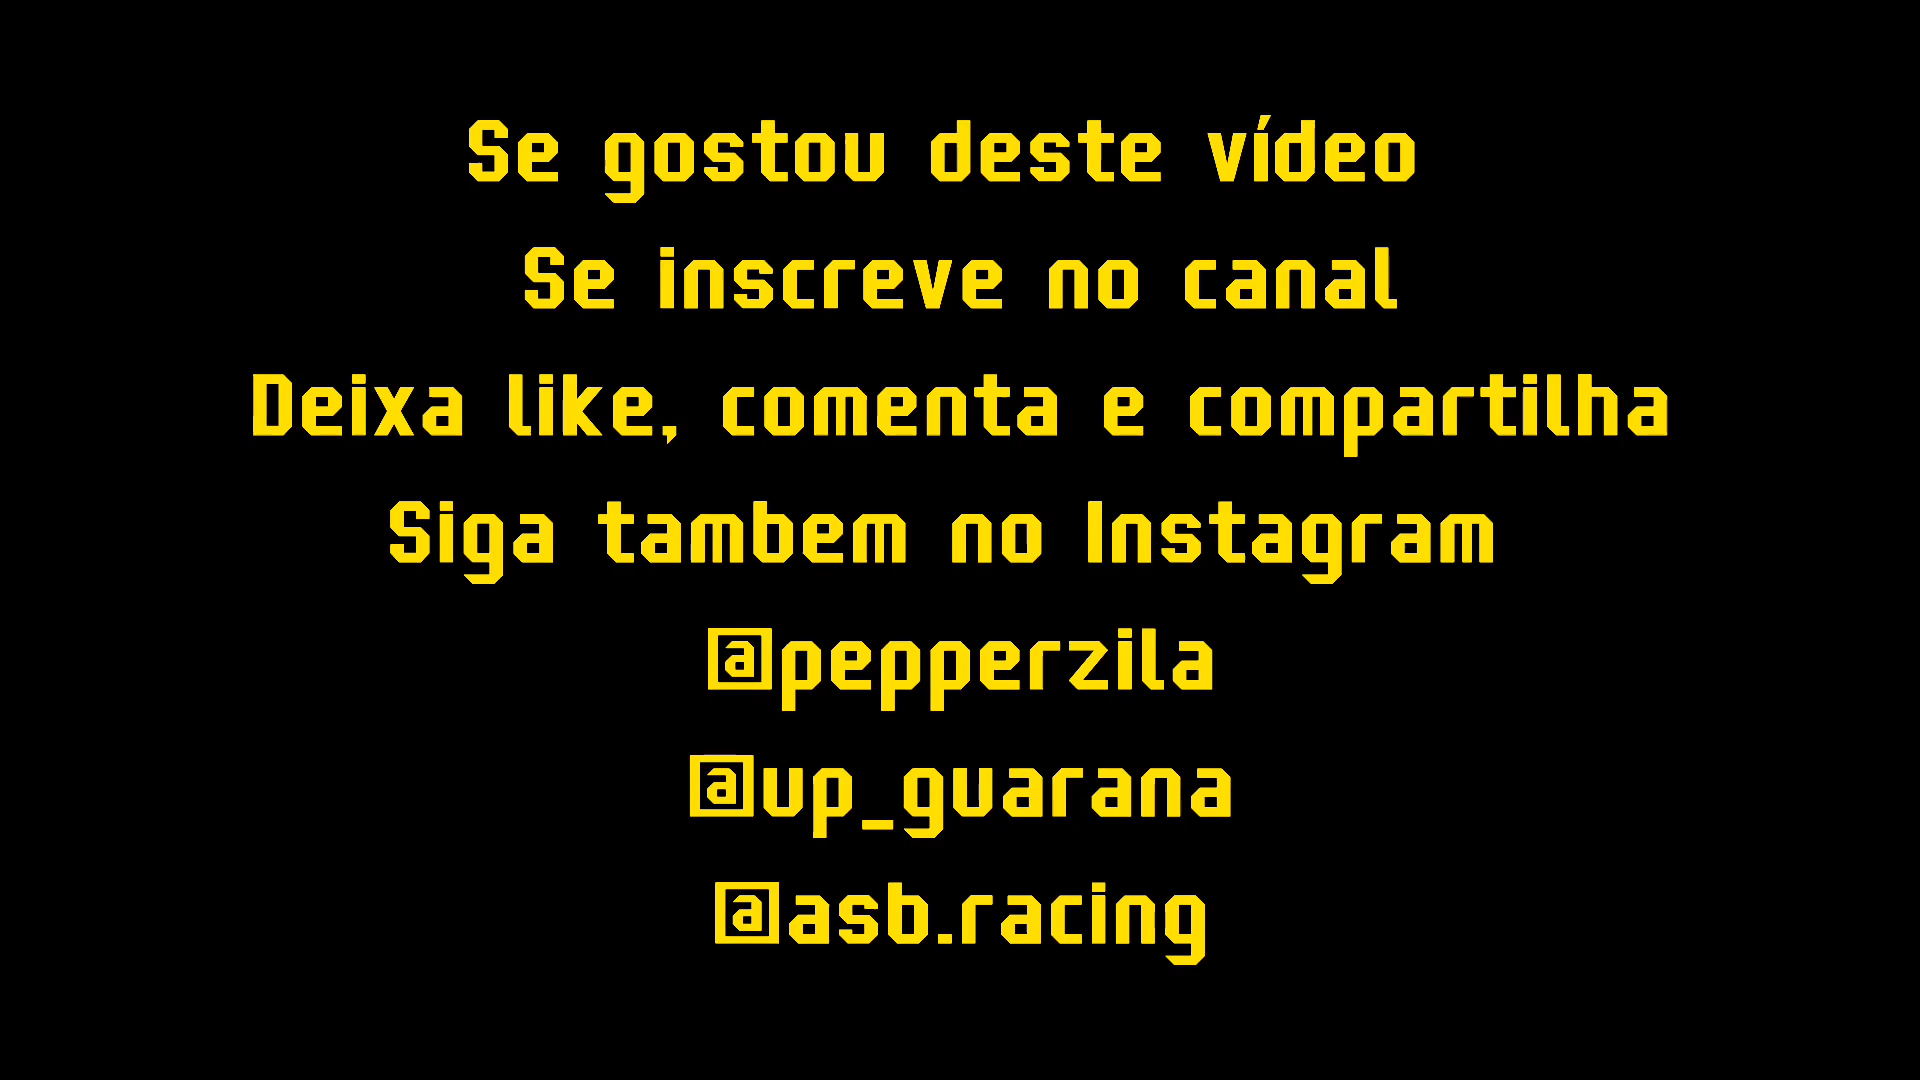 Se gostou deste vídeo
Se inscreve no canal
Deixa like, comenta e compartilha
Siga tambem no Instagram
@pepperzila
@up_guarana
@asb.racing